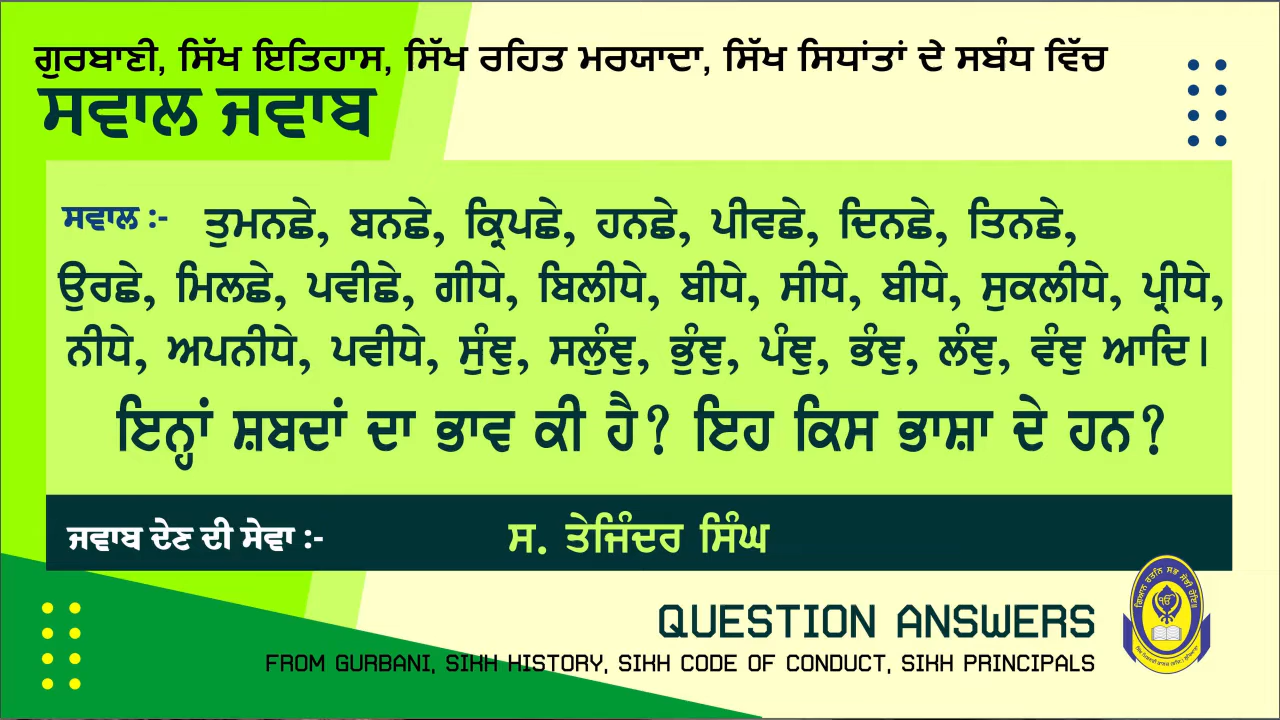 ਗੁਰਬਾਣੀ, ਸਿੱਖ ਇਤਿਹਾਸ, ਸਿੱਖ ਰਹਿਤ ਮਰਯਾਦਾ, ਸਿੱਖ ਸਿਧਾਂਤਾਂ ਦੇ ਸਬੰਧ ਵਿੱਚ
ਸਵਾਲ ਜਵਾਬ
ਸਵਾਲ :- ਤੁਮਨਛੇ, ਬਨਛੇ, ਕ੍ਰਿਪਛੇ, ਹਨਛੇ, ਪੀਵਛੇ, ਦਿਨਛੇ, ਤਿਨਛੇ,
ਉਰਛੇ, ਮਿਲਛੇ, ਪਵੀਛੇ, ਗੀਧੇ, ਬਿਲੀਧੇ, ਬੀਧੇ, ਸੀਧੇ, ਬੀਧੇ, ਸੁਕਲੀਧੇ, ਪ੍ਰੀਧੇ,
ਨੀਧੇ, ਅਪਨੀਧੇ, ਪਵੀਧੇ, ਸੁੰਞੁ, ਸਲੁੰਞੁ, ਭੁੰਞੁ, ਪੰਞੁ, ਭੰਞੁ, ਲੰਞੁ, ਵੰਞੁ ਆਦਿ।
ਇਨ੍ਹਾਂ ਸ਼ਬਦਾਂ ਦਾ ਭਾਵ ਕੀ ਹੈ? ਇਹ ਕਿਸ ਭਾਸ਼ਾ ਦੇ ਹਨ?
ਜਵਾਬ ਦੇਣ ਦੀ ਸੇਵਾ :- ਸ. ਤੇਜਿੰਦਰ ਸਿੰਘ
QUESTION ANSWERS
FROM GURBANI, SIKH HISTORY, SIKH CODE OF CONDUCT, SIKH PRINCIPALS